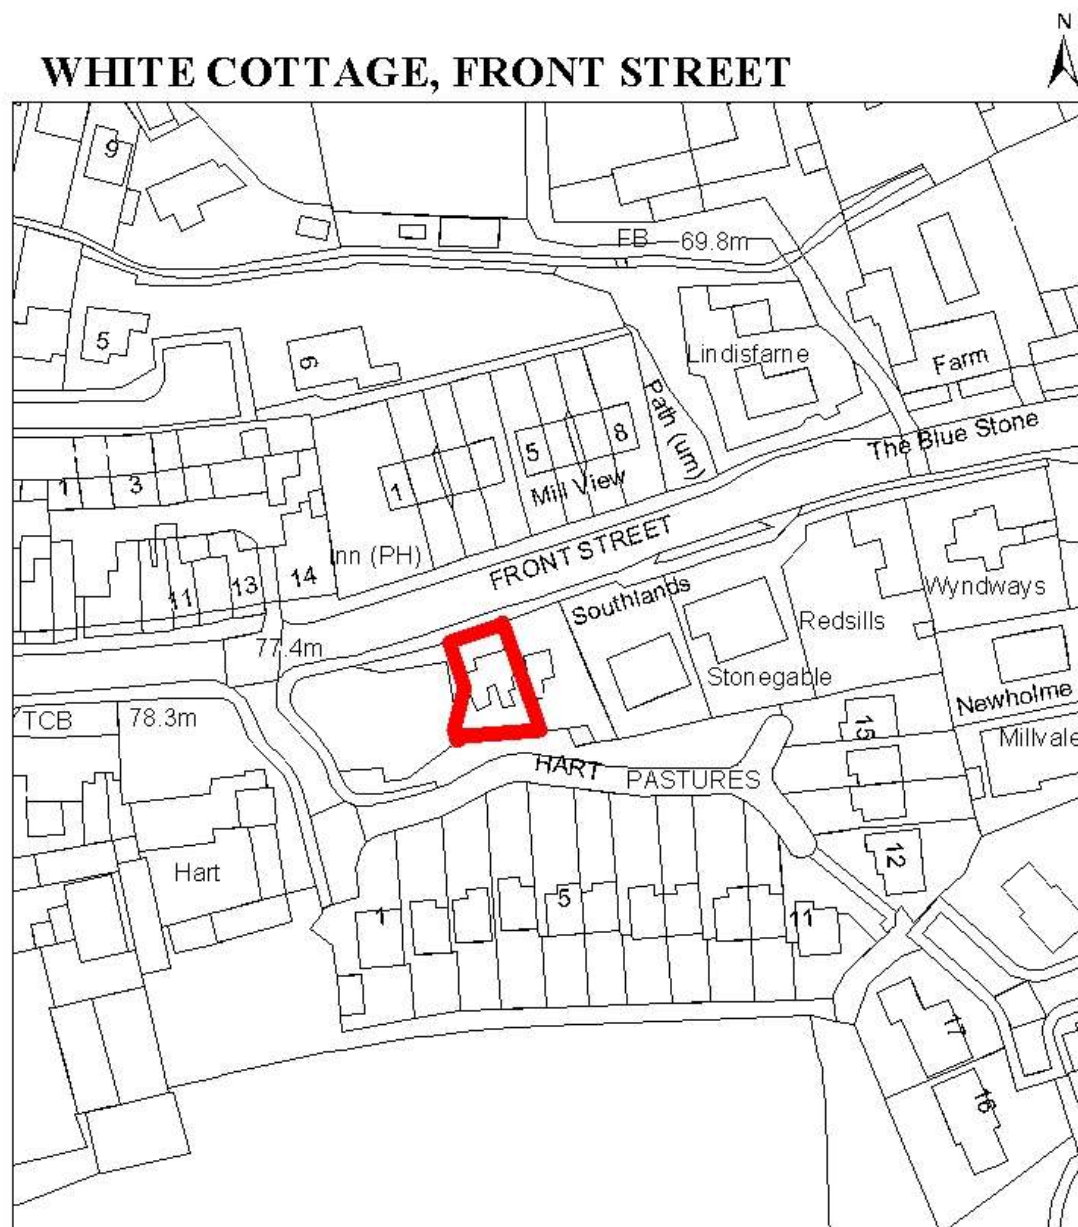 N
WHITE COTTAGE, FRONT STREET
9
FB
69.8m
5
6
Lindisfarne
Farm
Path (um)
The Blue Stone
8
5
1
Mill View
1
3
Inn (PH)
FRONT STREET
11
13
14
Southlands
Wyndways
Redsills
77.4m
Stonegable
Newholme
TCB
78.3m
15
Millvale
HART PASTURES
12
Hart
1
5
11
17
16